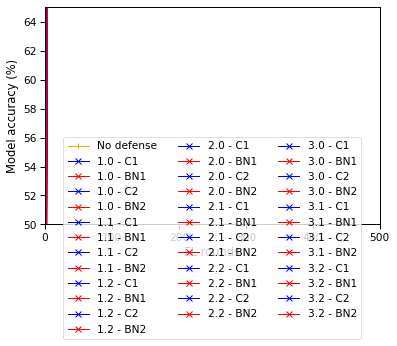 64
62
60
58
56
54
52
50
Model accuracy (%)
0
500
No defense
1.0 - C1
1.0 - BN1
1.0 - C2
1.0 - BN2
1.1 - C1
1.1 - BN1
1.1 - C2
1.1 - BN2
1.2 - C1
1.2 - BN1
1.2 - C2
1.2 - BN2
2.0 - C1
2.0 - BN1
2.0 - C2
2.0 - BN2
2.1 - C1
2.1 - BN1
2.1 - C2
2.1 - BN2
2.2 - C1
2.2 - BN1
2.2 - C2
2.2 - BN2
3.0 - C1
3.0 - BN1
3.0 - C2
3.0 - BN2
3.1 - C1
3.1 - BN1
3.1 - C2
3.1 - BN2
3.2 - C1
3.2 - BN1
3.2 - C2
3.2 - BN2